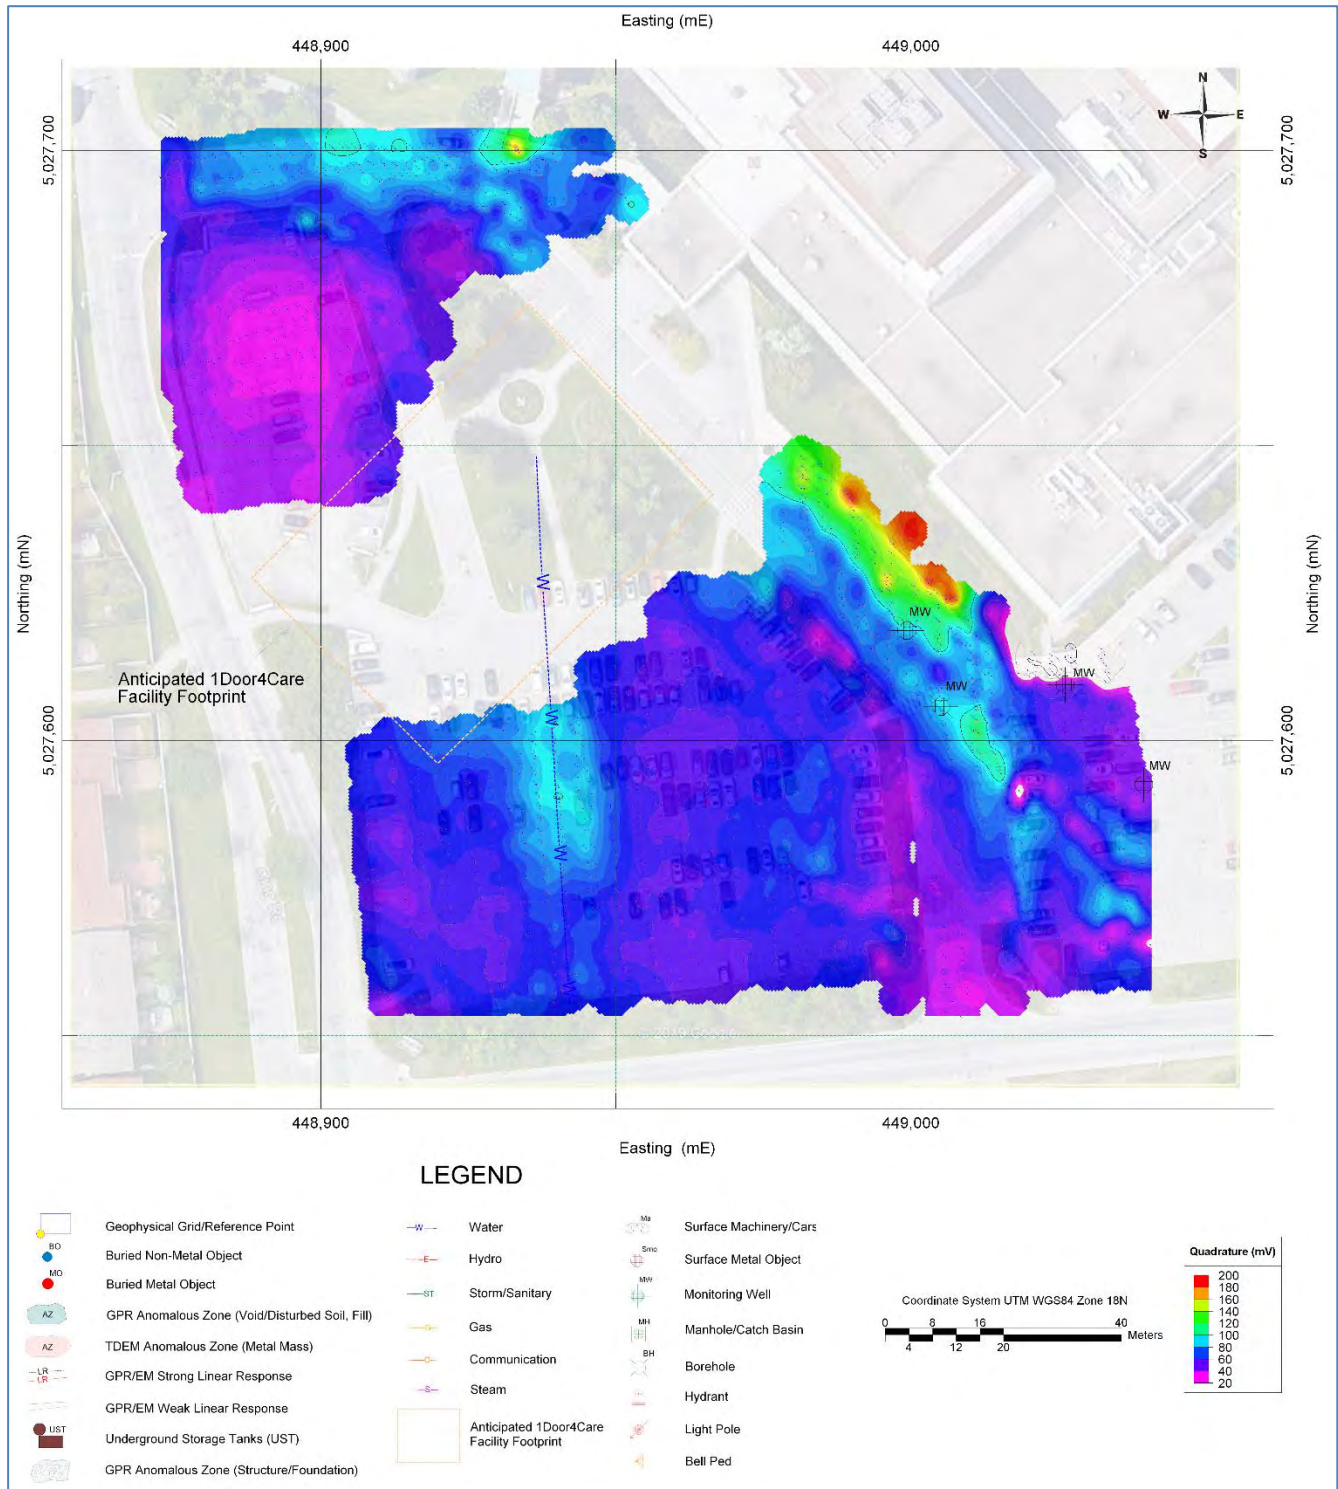 Easting (mE)
448,900
449,000
N
W
E
S
5,027,700
5,027,700
Anticipated 1Door4Care
Facility Footprint
W
W
W
W
MW
MW
MW
MW
Northing (mN)
Northing (mN)
5,027,600
5,027,600
448,900
449,000
Easting (mE)
LEGEND
Geophysical Grid/Reference Point
BO
Buried Non-Metal Object
MO
Buried Metal Object
AZ
GPR Anomalous Zone (Void/Disturbed Soil, Fill)
AZ
TDEM Anomalous Zone (Metal Mass)
LR
LR
GPR/EM Strong Linear Response
GPR/EM Weak Linear Response
UST
Underground Storage Tanks (UST)
GPR Anomalous Zone (Structure/Foundation)
W
Water
E
Hydro
ST
Storm/Sanitary
G
Gas
C
Communication
S
Steam
Anticipated 1Door4Care
Facility Footprint
Ma
Surface Machinery/Cars
Smo
Surface Metal Object
MW
Monitoring Well
MH
Manhole/Catch Basin
BH
Borehole
Hydrant
Light Pole
Bell Ped
Coordinate System UTM WGS84 Zone 18N
0 8 16 40
Meters
4 12 20
Quadrature (mV)
200
180
160
140
120
100
80
60
40
20